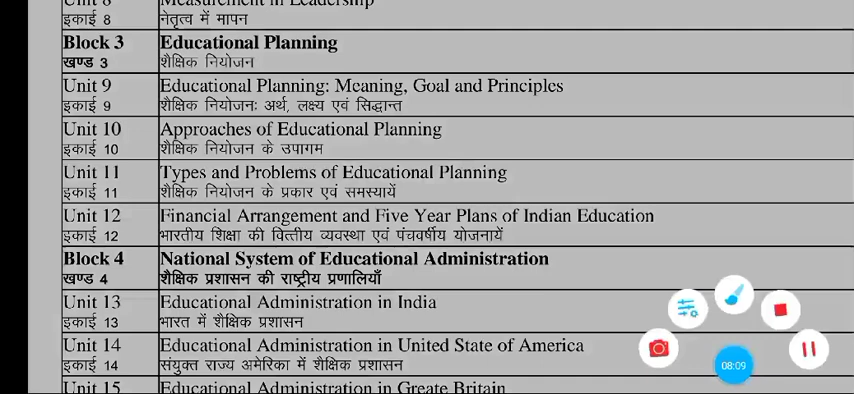 Unit 8 Measurement in Leadership
इकाई 8 नेतृत्व में मापन
Block 3 Educational Planning
खण्ड 3 शैक्षिक नियोजन
Unit 9 Educational Planning: Meaning, Goal and Principles
इकाई 9 शैक्षिक नियोजनः अर्थ, लक्ष्य एवं सिद्धान्त
Unit 10 Approaches of Educational Planning
इकाई 10 शैक्षिक नियोजन के उपागम
Unit 11 Types and Problems of Educational Planning
इकाई 11 शैक्षिक नियोजन के प्रकार एवं समस्यायें
Unit 12 Financial Arrangement and Five Year Plans of Indian Education
इकाई 12 भारतीय शिक्षा की वित्तीय व्यवस्था एवं पंचवर्षीय योजनायें
Block 4 National System of Educational Administration
खण्ड 4 शैक्षिक प्रशासन की राष्ट्रीय प्रणालियाँ
Unit 13 Educational Administration in India
इकाई 13 भारत में शैक्षिक प्रशासन
Unit 14 Educational Administration in United State of America
इकाई 14 संयुक्त राज्य अमेरिका में शैक्षिक प्रशासन
08:09
Unit 15 Educational Administration in Greate Britain